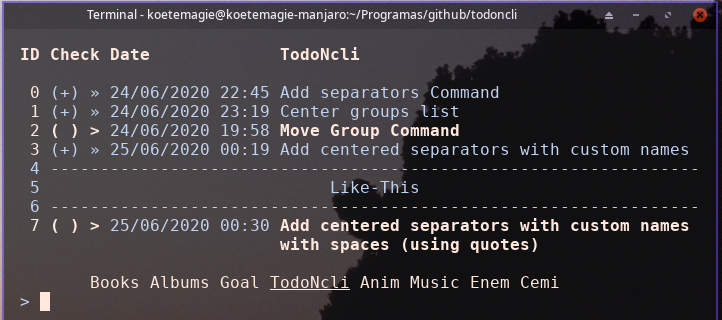 Terminal - koetemagie@koetemagie-manjaro:~/Programas/github/todoncli
ID Check Date TodoNcli
0 (+) » 24/06/2020 22:45 Add separators Command
1 (+) » 24/06/2020 23:19 Center groups list
2 ( ) > 24/06/2020 19:58 Move Group Command
3 (+) » 25/06/2020 00:19 Add centered separators with custom names
4 -----------------------------------------------------------------
5 Like-This
6 -----------------------------------------------------------------
7 ( ) > 25/06/2020 00:30 Add centered separators with custom names
with spaces (using quotes)
Books Albums Goal TodoNcli Anim Music Enem Cemi
>